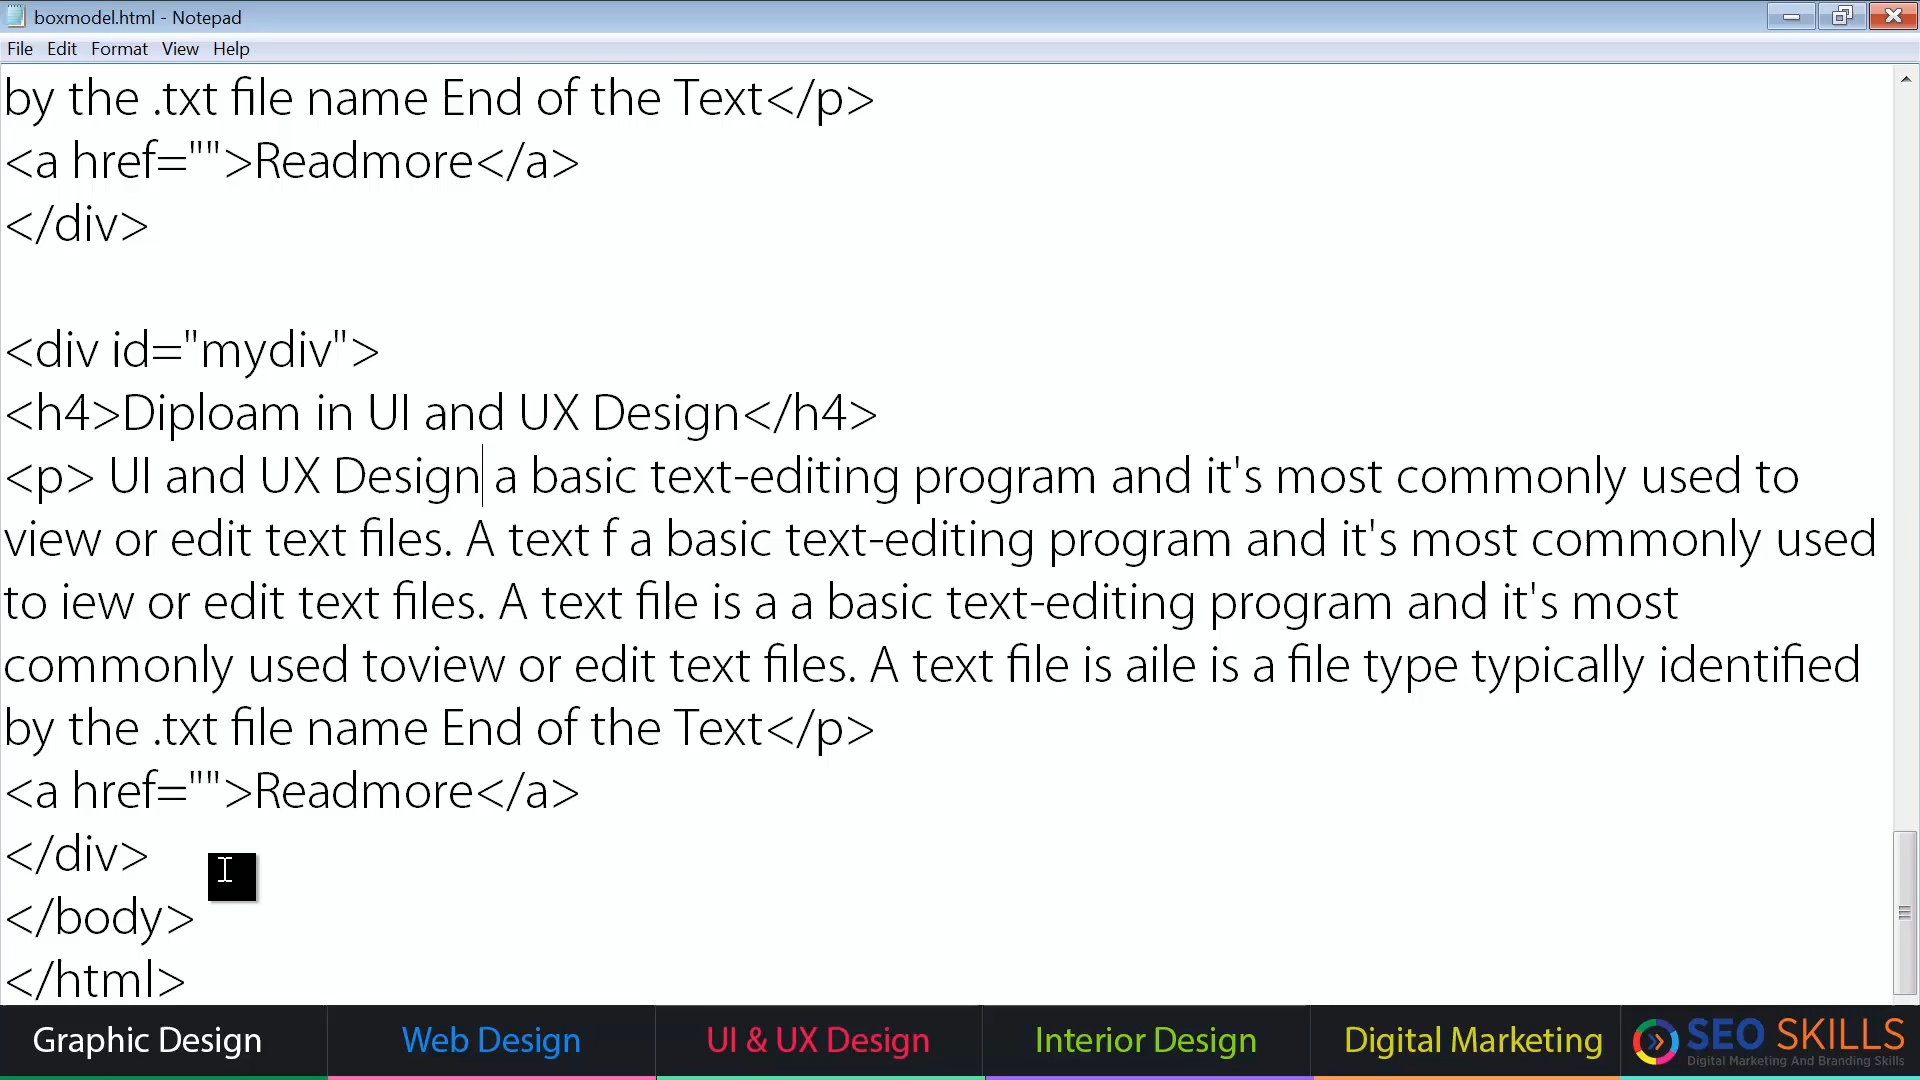 boxmodel.html - Notepad
File Edit Format View Help
by the .txt file name End of the Text</p>
<a href="">Readmore</a>
</div>
<div id="mydiv">
<h4>Diploam in UI and UX Design</h4>
<p> UI and UX Design a basic text-editing program and it's most commonly used to
view or edit text files. A text f a basic text-editing program and it's most commonly used
to iew or edit text files. A text file is a a basic text-editing program and it's most
commonly used toview or edit text files. A text file is aile is a file type typically identified
by the .txt file name End of the Text</p>
<a href="">Readmore</a>
</div>
</body>
</html>
Graphic Design Web Design UI & UX Design Interior Design Digital Marketing SEO SKILLS
Digital Marketing And Branding Skills